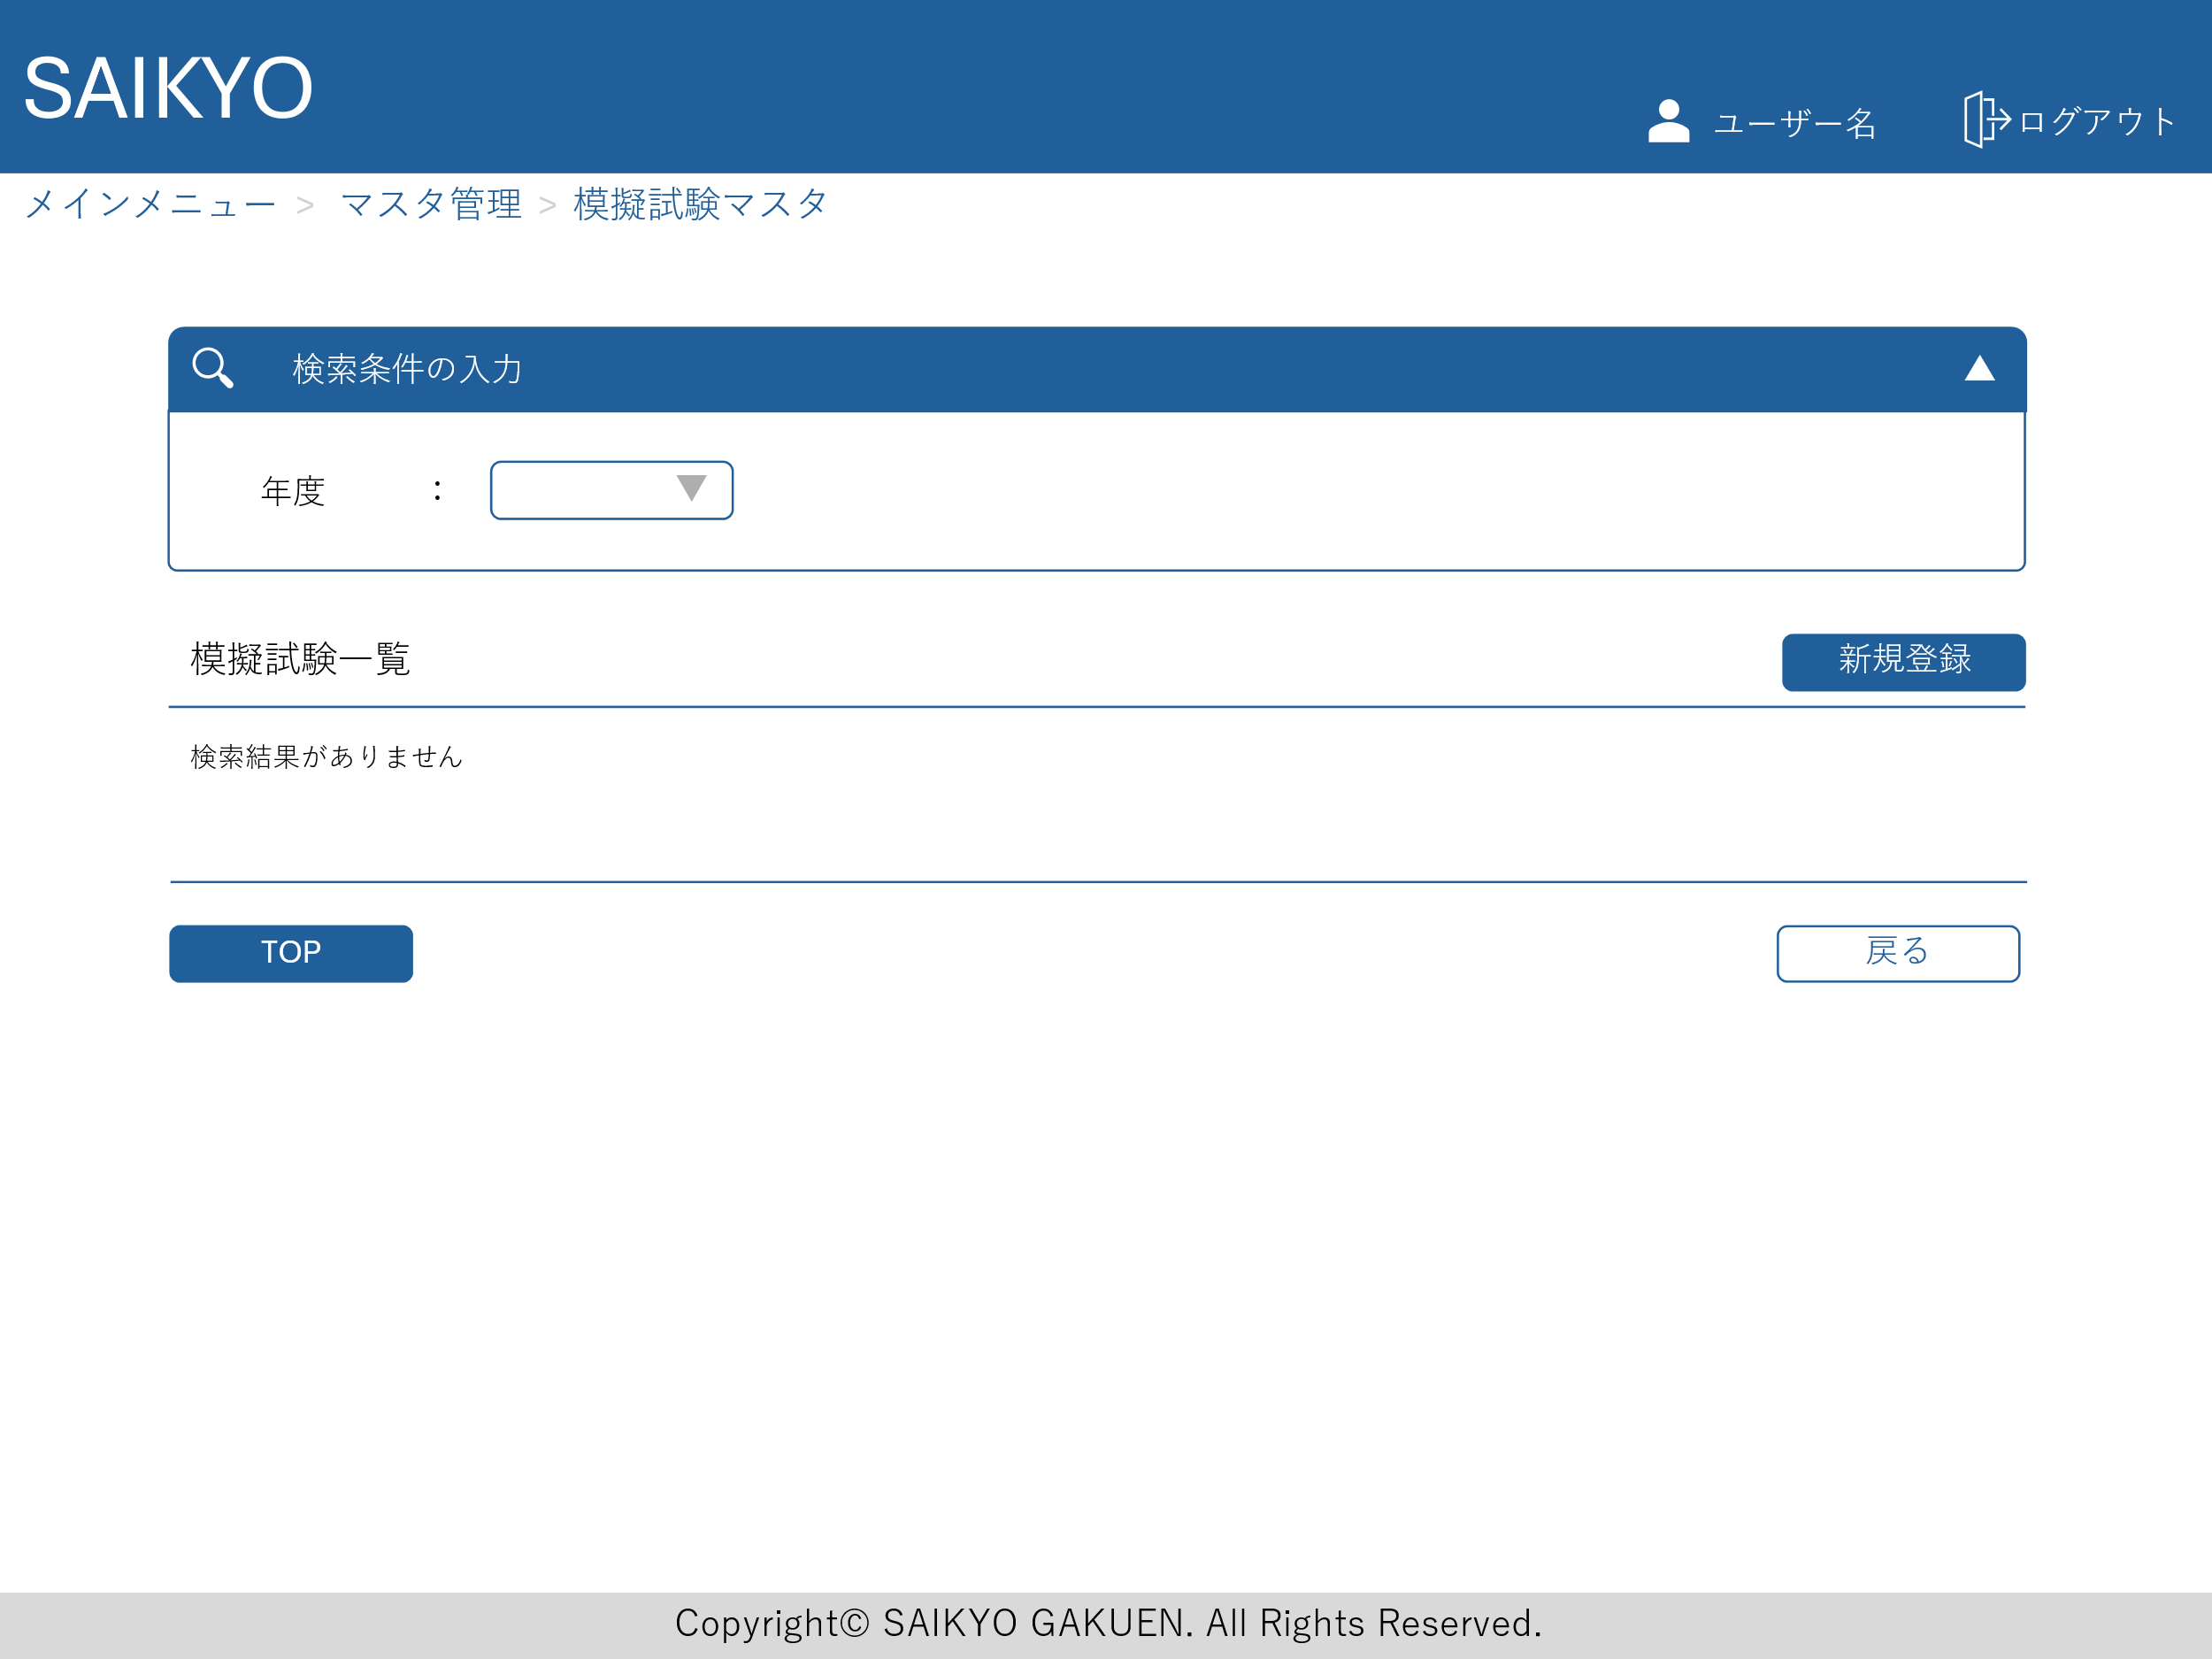 SAIKYO
ユーザー名 ログアウト
メインメニュー > マスタ管理 > 模擬試験マスタ
検索条件の入力 ▲
年度 : ▼
模擬試験一覧 新規登録
検索結果がありません
TOP 戻る
Copyright© SAIKYO GAKUEN. All Rights Reserved.